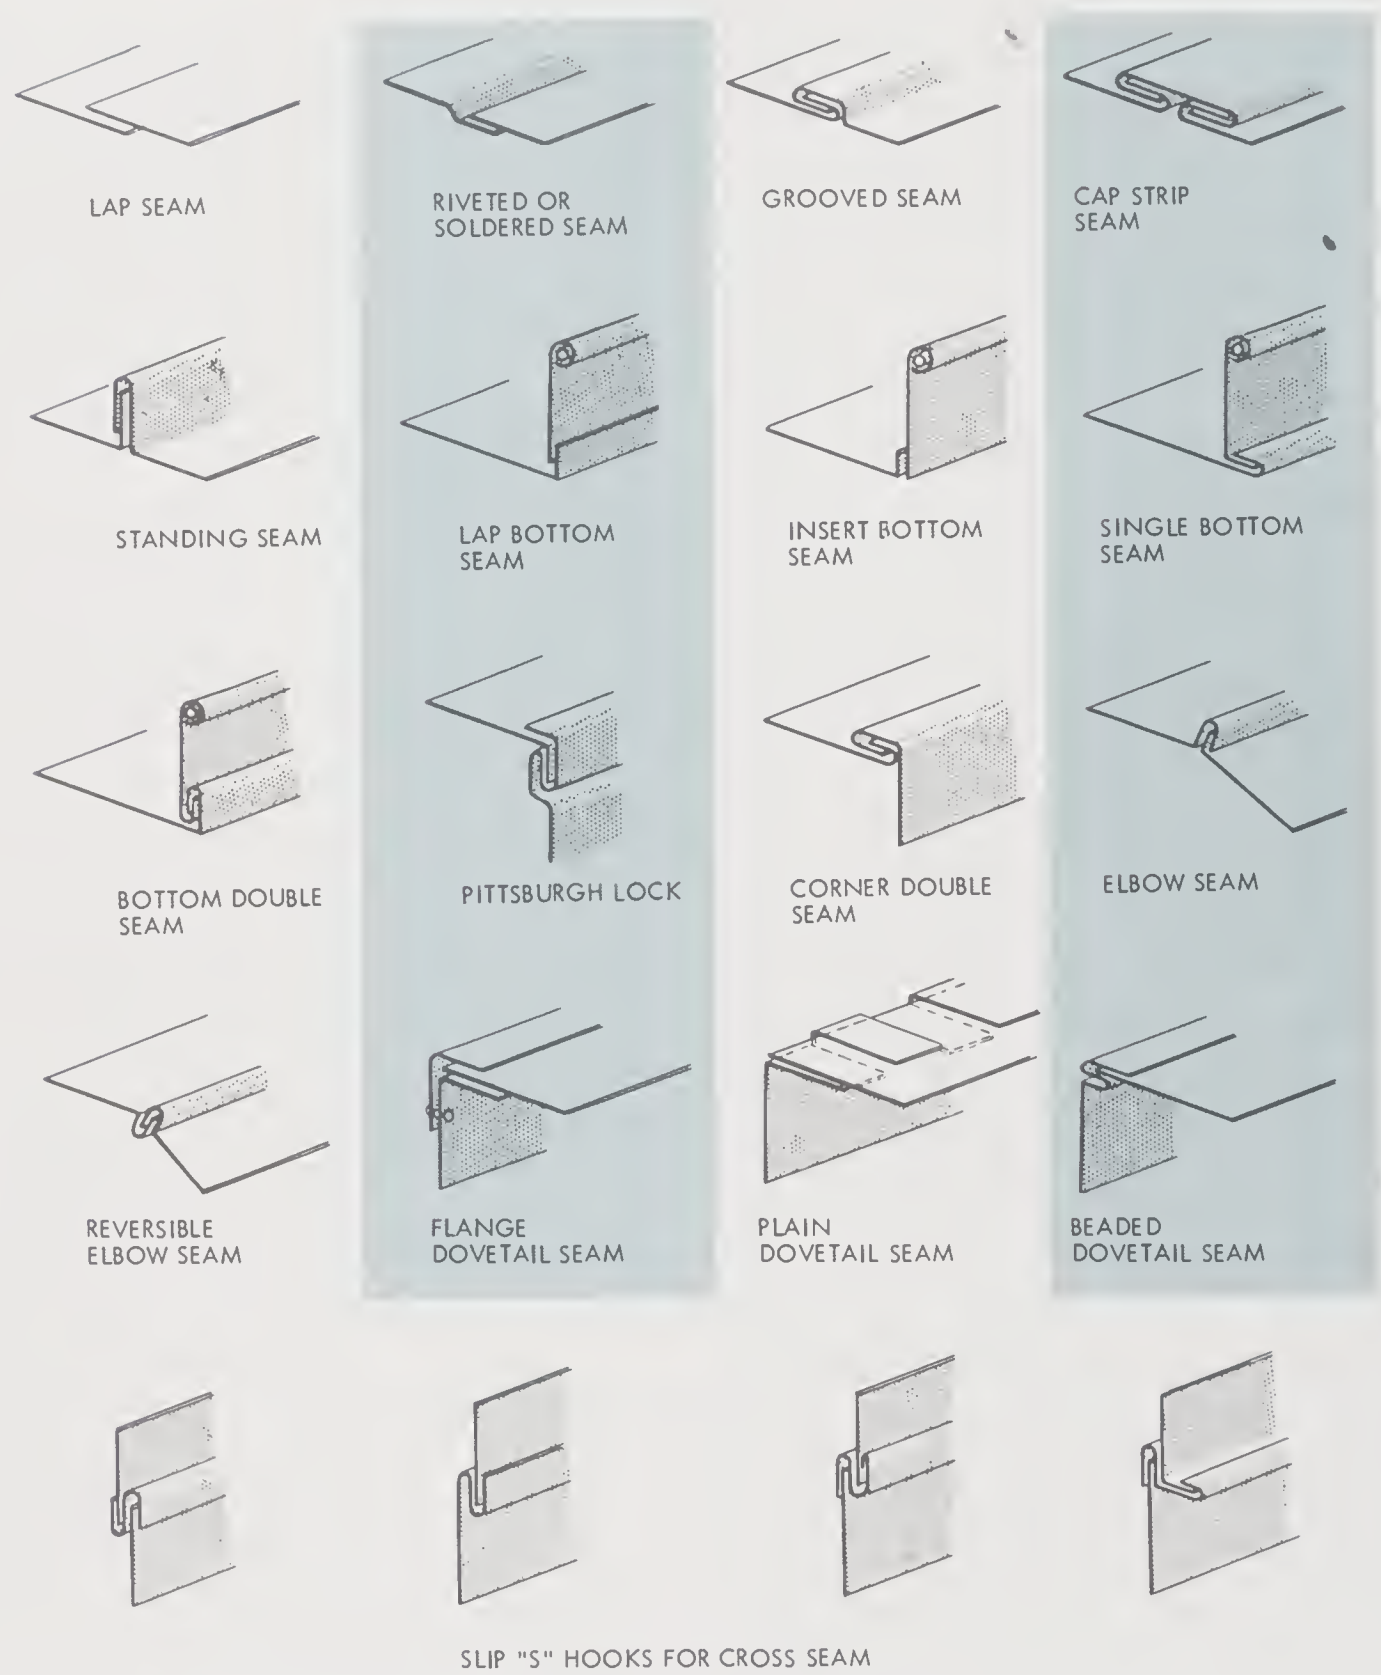 LAP SEAM
RIVETED OR
SOLDERED SEAM
GROOVED SEAM
CAP STRIP
SEAM
STANDING SEAM
LAP BOTTOM
SEAM
INSERT BOTTOM
SEAM
SINGLE BOTTOM
SEAM
BOTTOM DOUBLE
SEAM
PITTSBURGH LOCK
CORNER DOUBLE
SEAM
ELBOW SEAM
REVERSIBLE
ELBOW SEAM
FLANGE
DOVETAIL SEAM
PLAIN
DOVETAIL SEAM
BEADED
DOVETAIL SEAM
SLIP "S" HOOKS FOR CROSS SEAM